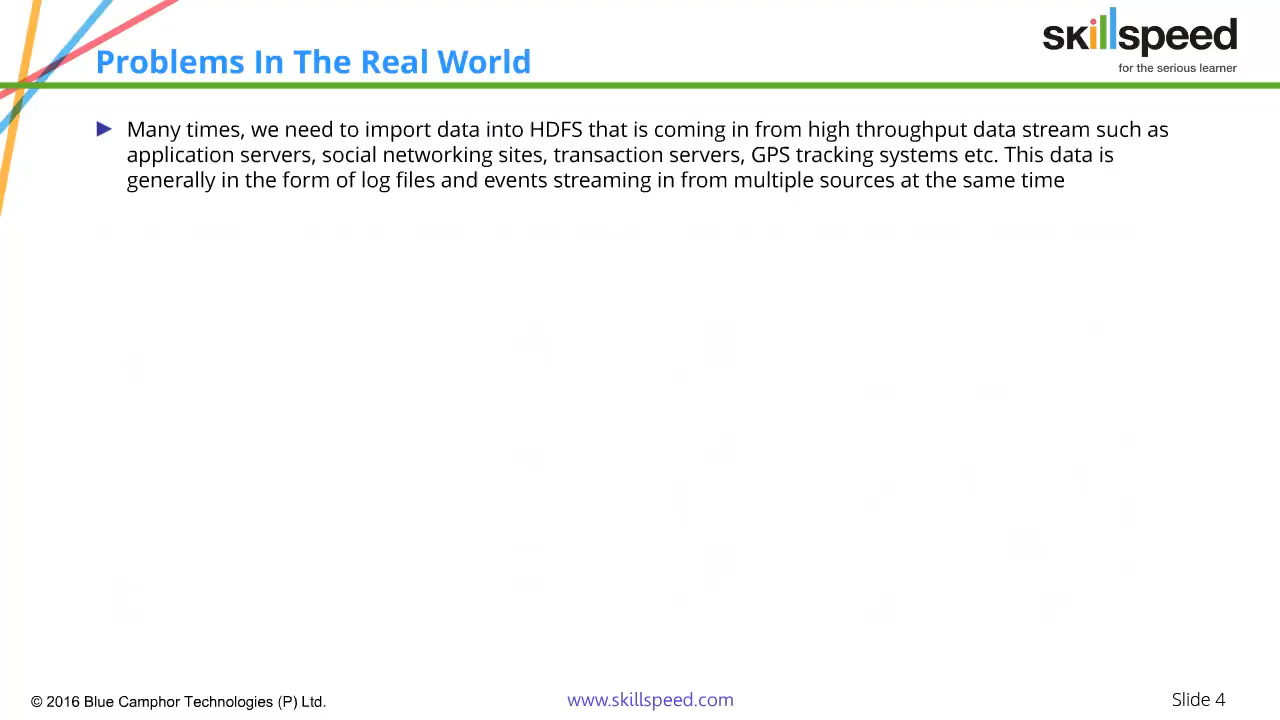 skillspeed
for the serious learner
Problems In The Real World
Many times, we need to import data into HDFS that is coming in from high throughput data stream such as
application servers, social networking sites, transaction servers, GPS tracking systems etc. This data is
generally in the form of log files and events streaming in from multiple sources at the same time
© 2016 Blue Camphor Technologies (P) Ltd.
www.skillspeed.com
Slide 4